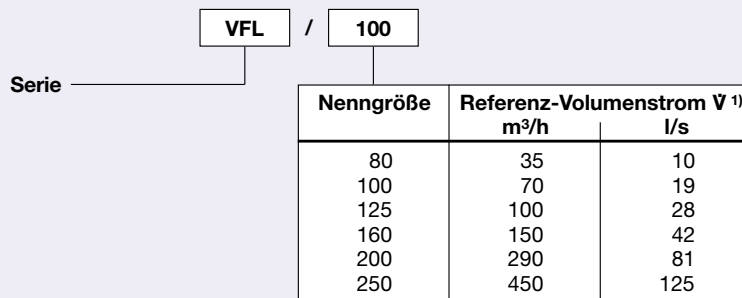 VFL / 100
Serie
Nenngröße Referenz-Volumenstrom V̇ 1)
m³/h l/s
80 35 10
100 70 19
125 100 28
160 150 42
200 290 81
250 450 125